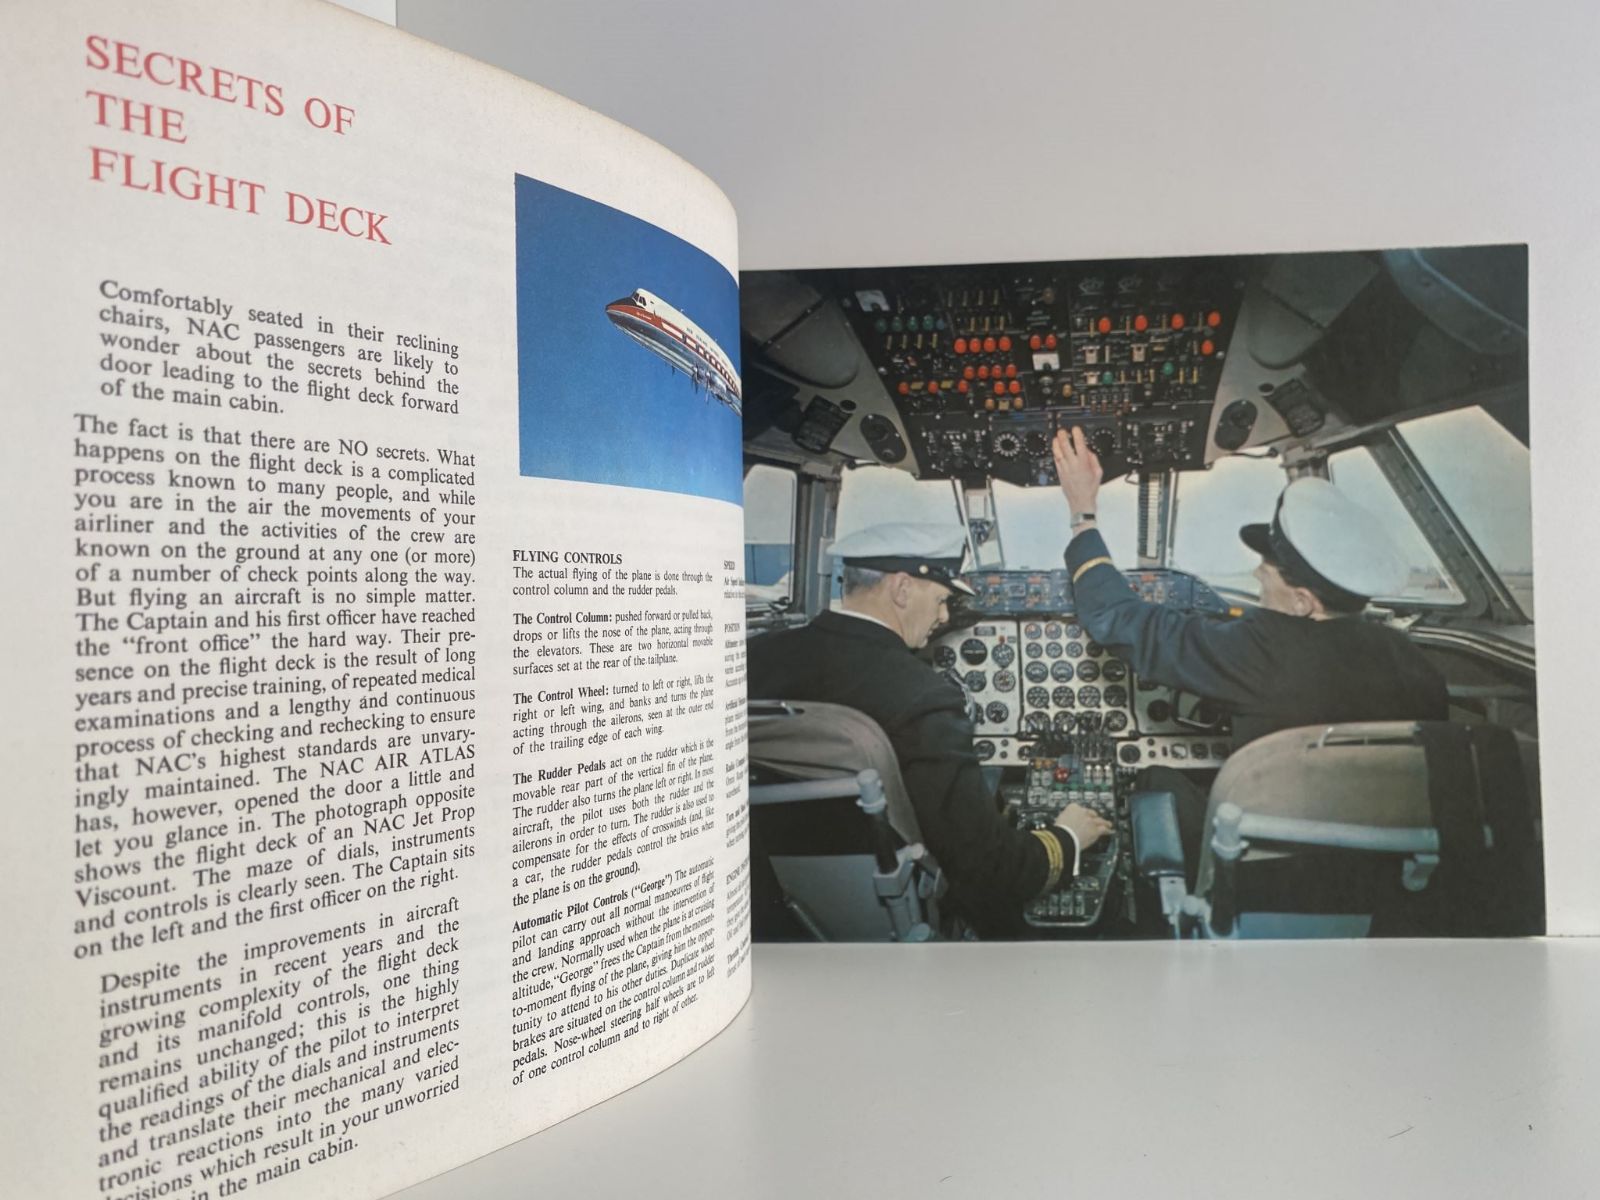 SECRETS OF
THE
FLIGHT DECK
Comfortably seated in their reclining
chairs, NAC passengers are likely to
wonder about the secrets behind the
door leading to the flight deck forward
of the main cabin.
The fact is that there are NO secrets. What
happens on the flight deck is a complicated
process known to many people, and while
you are in the air the movements of your
airliner and the activities of the crew are
known on the ground at any one (or more)
of a number of check points along the way.
But flying an aircraft is no simple matter.
The Captain and his first officer have reached
the “front office” the hard way. Their pre-
sence on the flight deck is the result of long
years and precise training, of repeated medical
examinations and a lengthy and continuous
process of checking and rechecking to ensure
that NAC's highest standards are unvary-
ingly maintained. The NAC AIR ATLAS
has, however, opened the door a little and
let you glance in. The photograph opposite
shows the flight deck of an NAC Jet Prop
Viscount. The maze of dials, instruments
and controls is clearly seen. The Captain sits
on the left and the first officer on the right.
Despite the improvements in aircraft
instruments in recent years and the
growing complexity of the flight deck
and its manifold controls, one thing
remains unchanged; this is the highly
qualified ability of the pilot to interpret
the readings of the dials and instruments
and translate their mechanical and elec-
tronic reactions into the many varied
decisions which result in your unworried
in the main cabin.
FLYING CONTROLS
The actual flying of the plane is done through the
control column and the rudder pedals.
The Control Column: pushed forward or pulled back,
drops or lifts the nose of the plane, acting through
the elevators. These are two horizontal movable
surfaces set at the rear of the tailplane.
The Control Wheel: turned to left or right, lifts the
right or left wing, and banks and turns the plane
acting through the ailerons, seen at the outer end
of the trailing edge of each wing.
The Rudder Pedals act on the rudder which is the
movable rear part of the vertical fin of the plane.
The rudder also turns the plane left or right. In most
aircraft, the pilot uses both the rudder and the
ailerons in order to turn. The rudder is also used to
compensate for the effects of crosswinds (and, like
a car, the rudder pedals control the brakes when
the plane is on the ground).
Automatic Pilot Controls (“George”) The automatic
pilot can carry out all normal manoeuvres of flight
and landing approach without the intervention of
the crew. Normally used when the plane is at cruising
altitude, “George” frees the Captain from the moment-
to-moment flying of the plane, giving him the oppor-
tunity to attend to his other duties. Duplicate wheel
brakes are situated on the control column and rudder
pedals. Nose-wheel steering half wheels are to left
of one control column and to right of other.
SPEED
Air Speed
POSITION